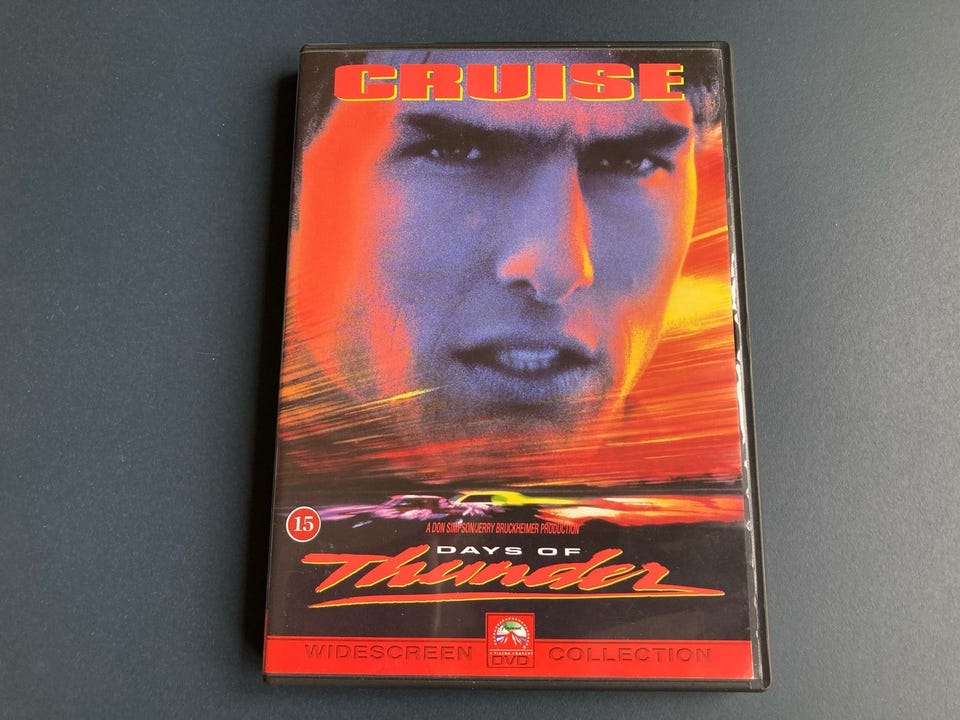 CRUISE
15
A DON SIMPSON/JERRY BRUCKHEIMER PRODUCTION
DAYS OF
Thunder
WIDESCREEN DVD COLLECTION